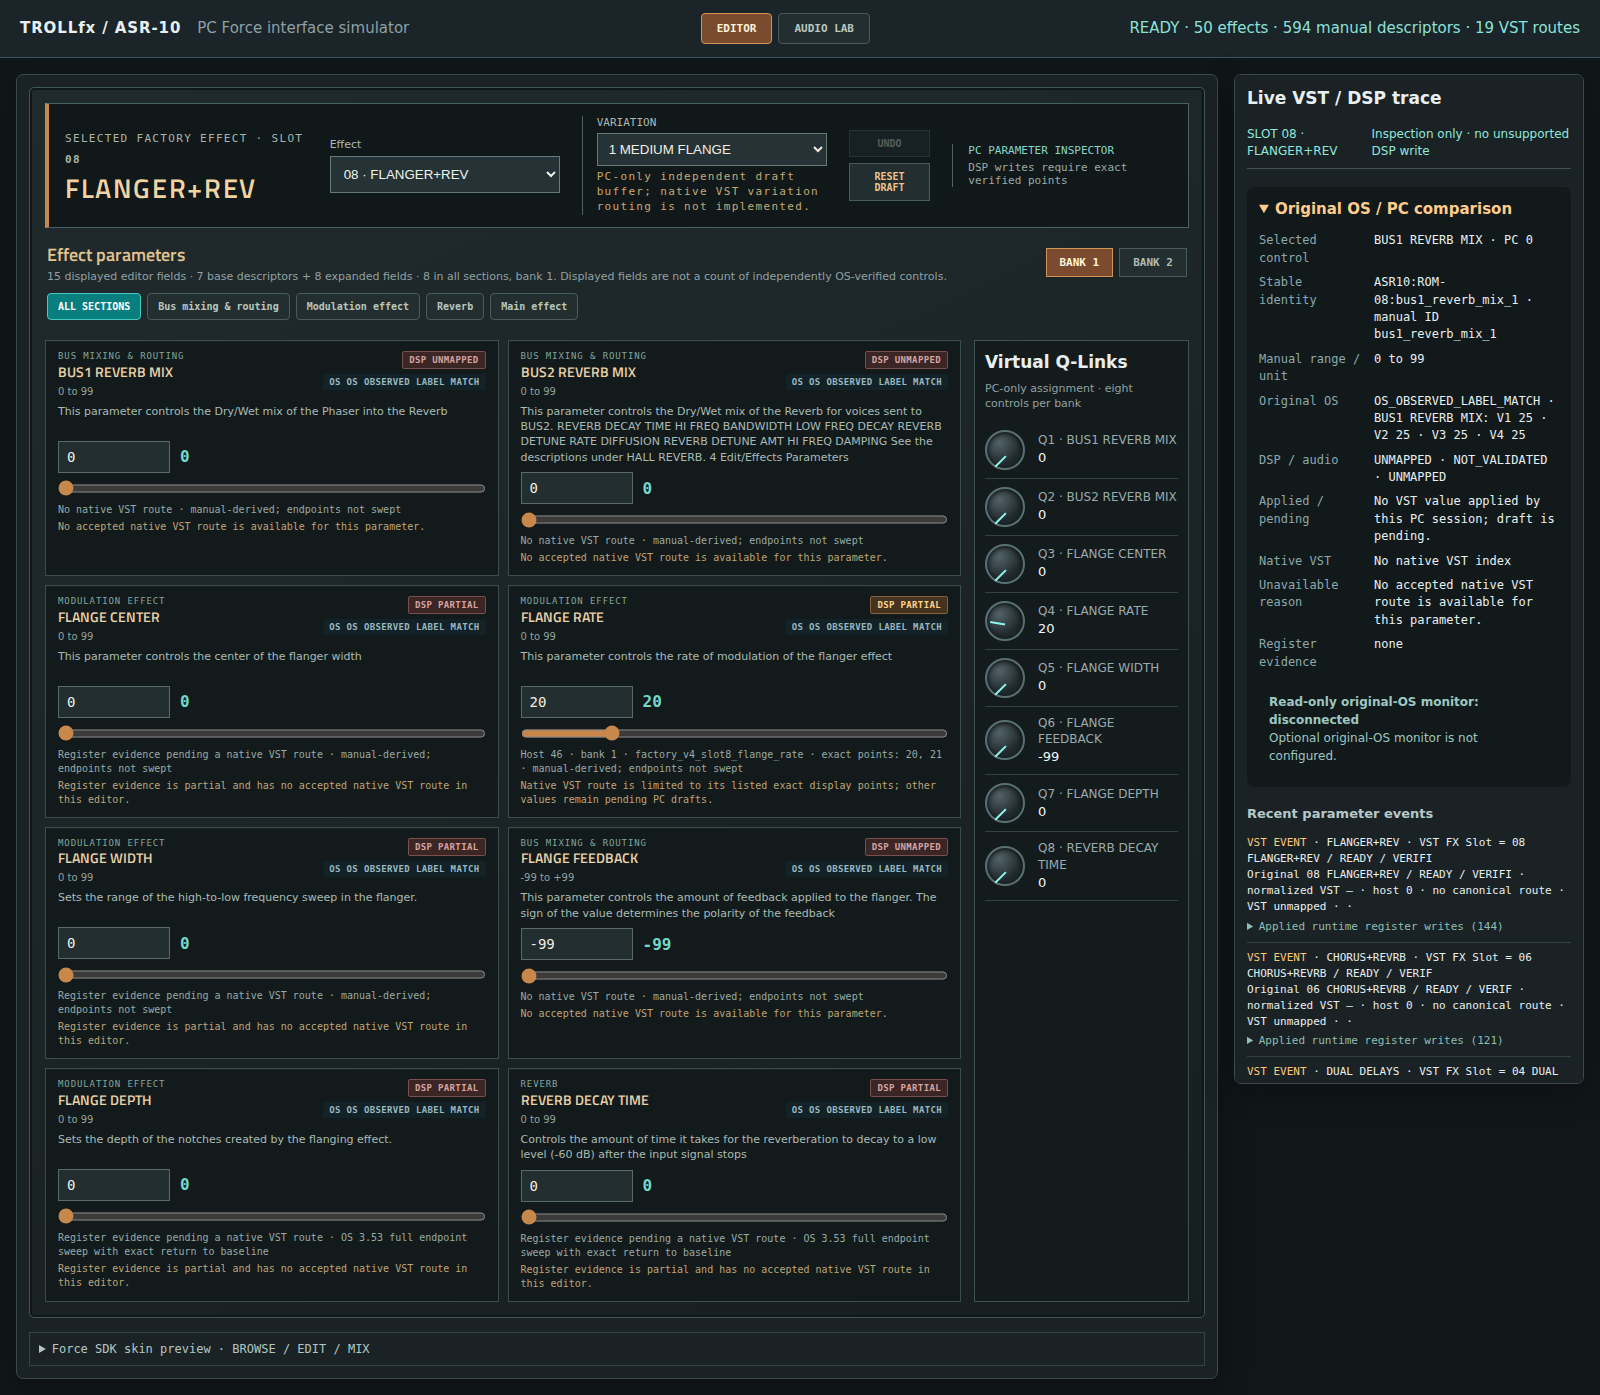 TROLLfx / ASR-10 PC Force interface simulator
EDITOR
AUDIO LAB
READY · 50 effects · 594 manual descriptors · 19 VST routes
SELECTED FACTORY EFFECT · SLOT
08
FLANGER+REV
Effect
08 · FLANGER+REV
VARIATION
1 MEDIUM FLANGE
PC-only independent draft
buffer; native VST variation
routing is not implemented.
UNDO
RESET
DRAFT
PC PARAMETER INSPECTOR
DSP writes require exact
verified points
Effect parameters
15 displayed editor fields · 7 base descriptors + 8 expanded fields · 8 in all sections, bank 1. Displayed fields are not a count of independently OS-verified controls.
BANK 1
BANK 2
ALL SECTIONS
Bus mixing & routing
Modulation effect
Reverb
Main effect
BUS MIXING & ROUTING
BUS1 REVERB MIX
0 to 99
DSP UNMAPPED
OS OS OBSERVED LABEL MATCH
This parameter controls the Dry/Wet mix of the Phaser into the Reverb
0
0
No native VST route · manual-derived; endpoints not swept
No accepted native VST route is available for this parameter.
BUS MIXING & ROUTING
BUS2 REVERB MIX
0 to 99
DSP UNMAPPED
OS OS OBSERVED LABEL MATCH
This parameter controls the Dry/Wet mix of the Reverb for voices sent to
BUS2. REVERB DECAY TIME HI FREQ BANDWIDTH LOW FREQ DECAY REVERB
DETUNE RATE DIFFUSION REVERB DETUNE AMT HI FREQ DAMPING See the
descriptions under HALL REVERB. 4 Edit/Effects Parameters
0
0
No native VST route · manual-derived; endpoints not swept
No accepted native VST route is available for this parameter.
MODULATION EFFECT
FLANGE CENTER
0 to 99
DSP PARTIAL
OS OS OBSERVED LABEL MATCH
This parameter controls the center of the flanger width
0
0
Register evidence pending a native VST route · manual-derived;
endpoints not swept
Register evidence is partial and has no accepted native VST route in
this editor.
MODULATION EFFECT
FLANGE RATE
0 to 99
DSP PARTIAL
OS OS OBSERVED LABEL MATCH
This parameter controls the rate of modulation of the flanger effect
20
20
Host 46 · bank 1 · factory_v4_slot8_flange_rate · exact points: 20, 21
· manual-derived; endpoints not swept
Native VST route is limited to its listed exact display points; other
values remain pending PC drafts.
MODULATION EFFECT
FLANGE WIDTH
0 to 99
DSP PARTIAL
OS OS OBSERVED LABEL MATCH
Sets the range of the high-to-low frequency sweep in the flanger.
0
0
Register evidence pending a native VST route · manual-derived;
endpoints not swept
Register evidence is partial and has no accepted native VST route in
this editor.
BUS MIXING & ROUTING
FLANGE FEEDBACK
-99 to +99
DSP UNMAPPED
OS OS OBSERVED LABEL MATCH
This parameter controls the amount of feedback applied to the flanger. The
sign of the value determines the polarity of the feedback
-99
-99
No native VST route · manual-derived; endpoints not swept
No accepted native VST route is available for this parameter.
MODULATION EFFECT
FLANGE DEPTH
0 to 99
DSP PARTIAL
OS OS OBSERVED LABEL MATCH
Sets the depth of the notches created by the flanging effect.
0
0
Register evidence pending a native VST route · OS 3.53 full endpoint
sweep with exact return to baseline
Register evidence is partial and has no accepted native VST route in
this editor.
REVERB
REVERB DECAY TIME
0 to 99
DSP PARTIAL
OS OS OBSERVED LABEL MATCH
Controls the amount of time it takes for the reverberation to decay to a low
level (-60 dB) after the input signal stops
0
0
Register evidence pending a native VST route · OS 3.53 full endpoint
sweep with exact return to baseline
Register evidence is partial and has no accepted native VST route in
this editor.
Virtual Q-Links
PC-only assignment · eight
controls per bank
Q1 · BUS1 REVERB MIX
0
Q2 · BUS2 REVERB MIX
0
Q3 · FLANGE CENTER
0
Q4 · FLANGE RATE
20
Q5 · FLANGE WIDTH
0
Q6 · FLANGE
FEEDBACK
-99
Q7 · FLANGE DEPTH
0
Q8 · REVERB DECAY
TIME
0
Force SDK skin preview · BROWSE / EDIT / MIX
Live VST / DSP trace
SLOT 08 ·
FLANGER+REV
Inspection only · no unsupported
DSP write
Original OS / PC comparison
Selected
control
BUS1 REVERB MIX · PC 0
Stable
identity
ASR10:ROM-
08:bus1_reverb_mix_1 ·
manual ID
bus1_reverb_mix_1
Manual range /
unit
0 to 99
Original OS
OS_OBSERVED_LABEL_MATCH ·
BUS1 REVERB MIX: V1 25 ·
V2 25 · V3 25 · V4 25
DSP / audio
UNMAPPED · NOT_VALIDATED
· UNMAPPED
Applied /
pending
No VST value applied by
this PC session; draft is
pending.
Native VST
No native VST index
Unavailable
reason
No accepted native VST
route is available for
this parameter.
Register
evidence
none
Read-only original-OS monitor:
disconnected
Optional original-OS monitor is not
configured.
Recent parameter events
VST EVENT · FLANGER+REV · VST FX Slot = 08
FLANGER+REV / READY / VERIFI
Original 08 FLANGER+REV / READY / VERIFI ·
normalized VST — · host 0 · no canonical route ·
VST unmapped · ·
Applied runtime register writes (144)
VST EVENT · CHORUS+REVRB · VST FX Slot = 06
CHORUS+REVRB / READY / VERIF
Original 06 CHORUS+REVRB / READY / VERIF ·
normalized VST — · host 0 · no canonical route ·
VST unmapped · ·
Applied runtime register writes (121)
VST EVENT · DUAL DELAYS · VST FX Slot = 04 DUAL